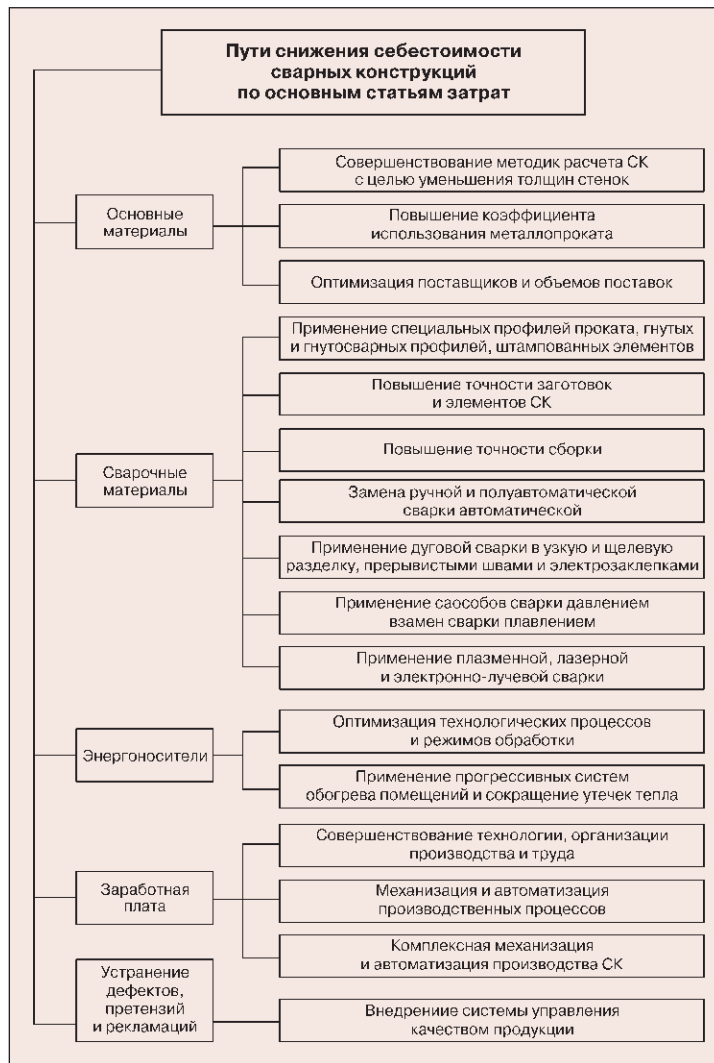 Пути снижения себестоимости
сварных конструкций
по основным статьям затрат
Основные
материалы
Совершенствование методик расчета СК
с целью уменьшения толщин стенок
Повышение коэффициента
использования металлопроката
Оптимизация поставщиков и объемов поставок
Сварочные
материалы
Применение специальных профилей проката, гнутых
и гнутосварных профилей, штампованных элементов
Повышение точности заготовок
и элементов СК
Повышение точности сборки
Замена ручной и полуавтоматической
сварки автоматической
Применение дуговой сварки в узкую и щелевую
разделку, прерывистыми швами и электрозаклепками
Применение саособов сварки давлением
взамен сварки плавлением
Применение плазменной, лазерной
и электронно-лучевой сварки
Энергоносители
Оптимизация технологических процессов
и режимов обработки
Применение прогрессивных систем
обогрева помещений и сокращение утечек тепла
Заработная
плата
Совершенствование технологии, организации
производства и труда
Механизация и автоматизация
производственных процессов
Комплексная механизация
и автоматизация производства СК
Устранение
дефектов,
претензий
и рекламаций
Внедрениие системы управления
качеством продукции